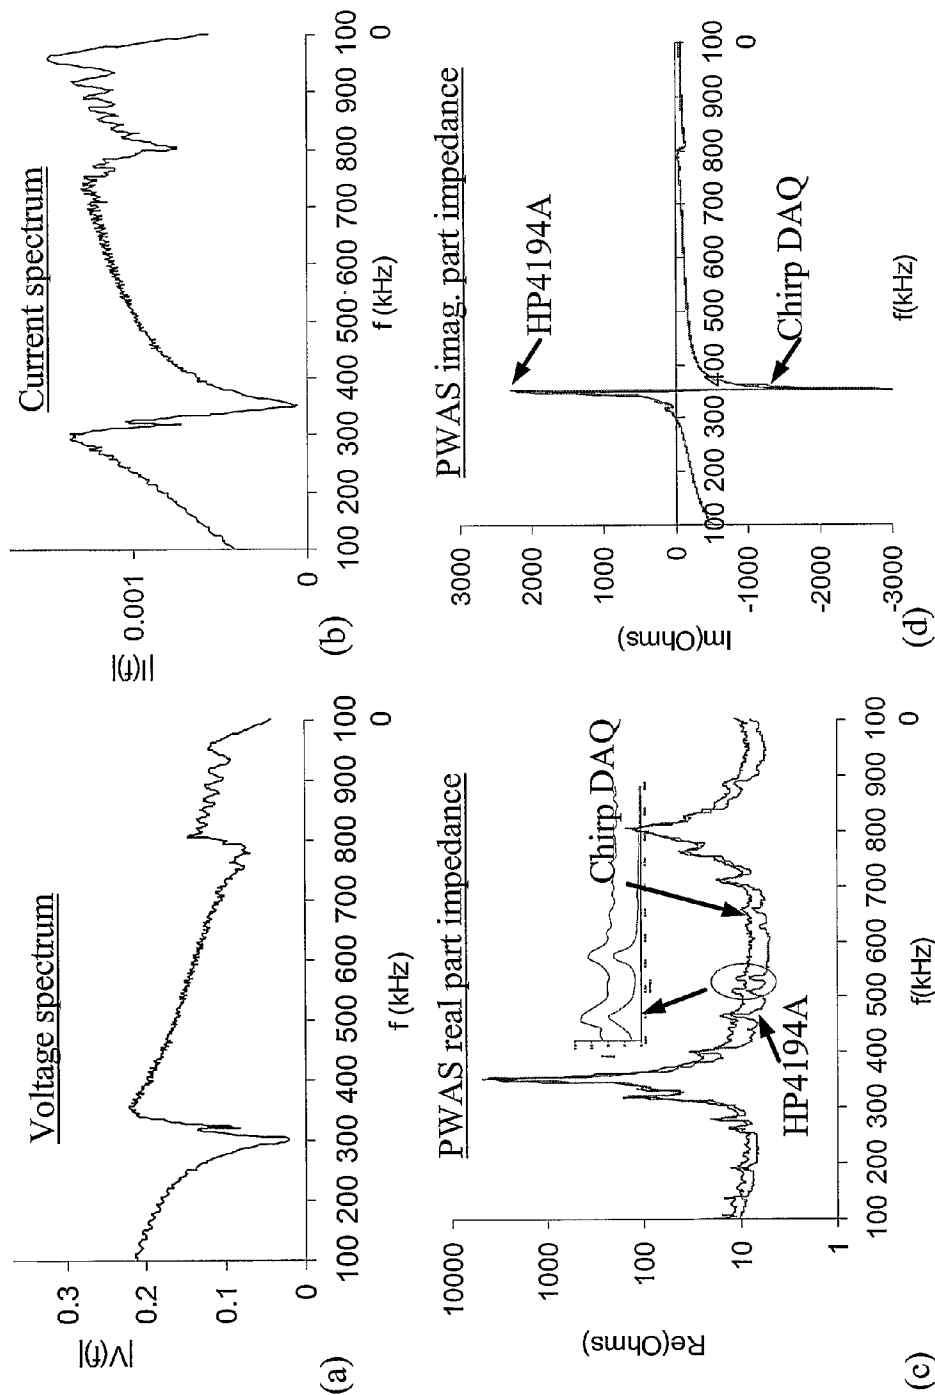 Voltage spectrum
|V(f)|
0.3
0.2
0.1
0
100 200 300 400 500 600 700 800 900 100
0
f (kHz)
(a)
Current spectrum
|I(f)|
0.001
0
100 200 300 400 500·600 700 800 900 100
0
f (kHz)
(b)
PWAS real part impedance
Re(Ohms)
10000
1000
100
10
1
Chirp DAQ
HP4194A
100 200 300 400 500 600 700 800 900 100
0
f(kHz)
(c)
PWAS imag. part impedance
Im(Ohms)
3000
2000
1000
0
-1000
-2000
-3000
HP4194A
Chirp DAQ
100 200 300 400 500 600 700 800 900 100
0
f(kHz)
(d)